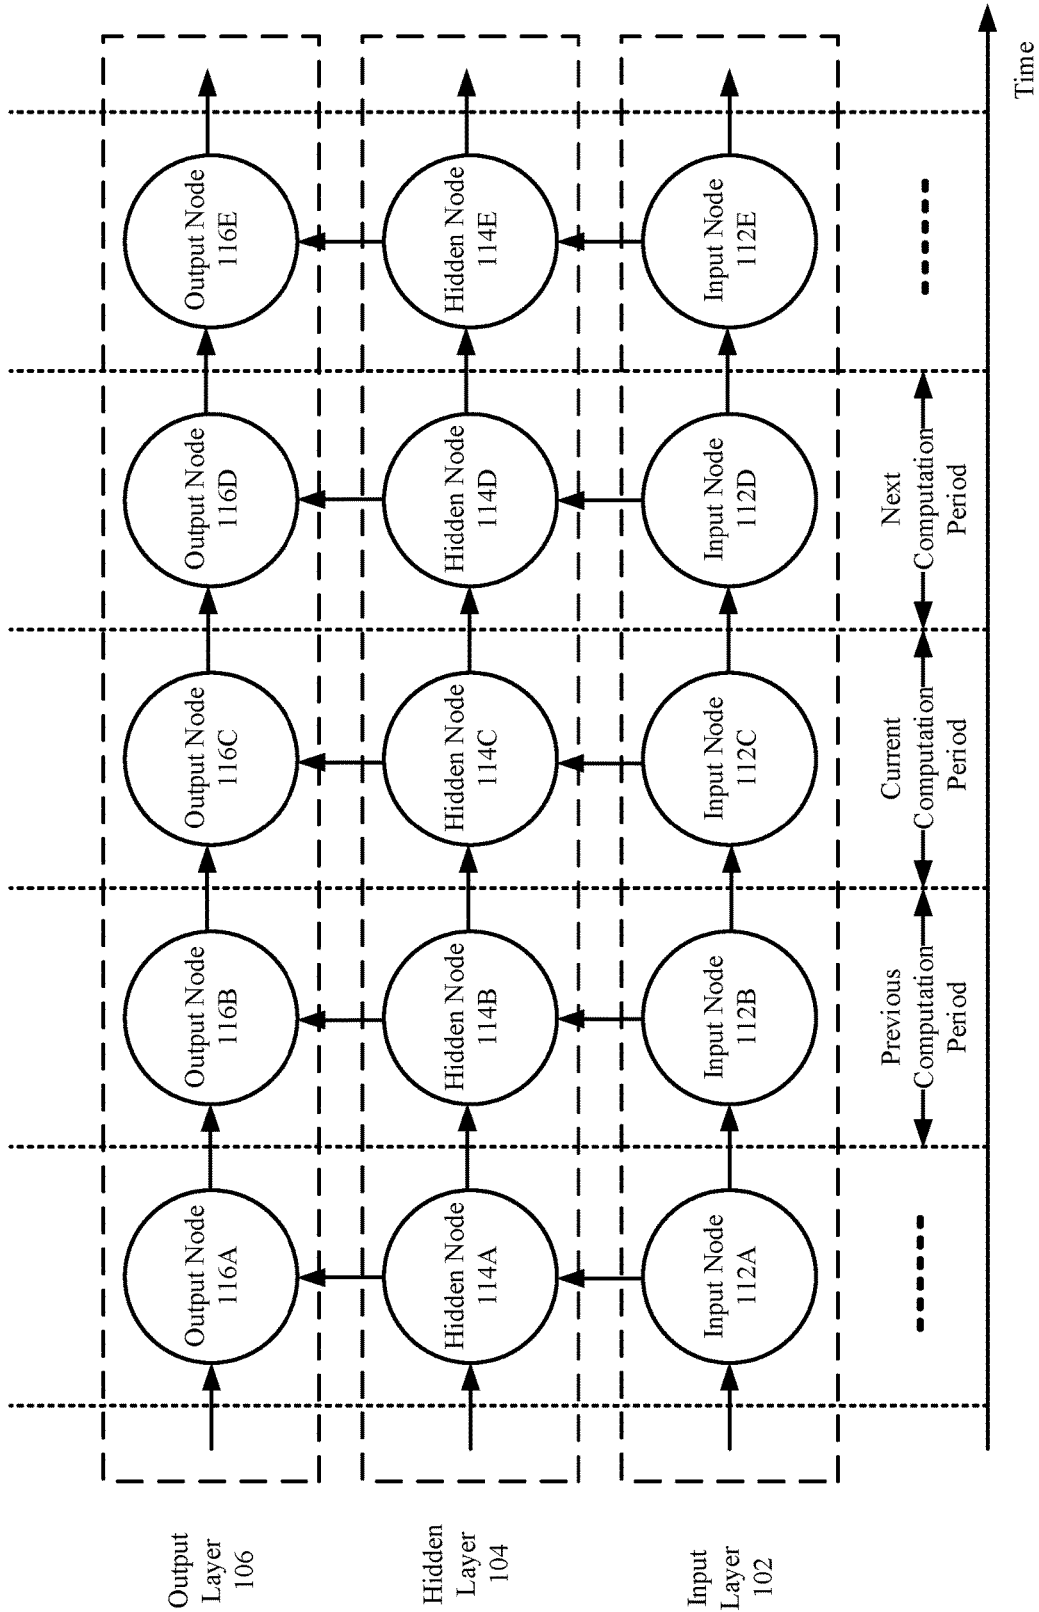 Output
Layer
106
Output Node
116A
Output Node
116B
Output Node
116C
Output Node
116D
Output Node
116E
Hidden
Layer
104
Hidden Node
114A
Hidden Node
114B
Hidden Node
114C
Hidden Node
114D
Hidden Node
114E
Input
Layer
102
Input Node
112A
Input Node
112B
Input Node
112C
Input Node
112D
Input Node
112E
Previous
Computation
Period
Current
Computation
Period
Next
Computation
Period
Time